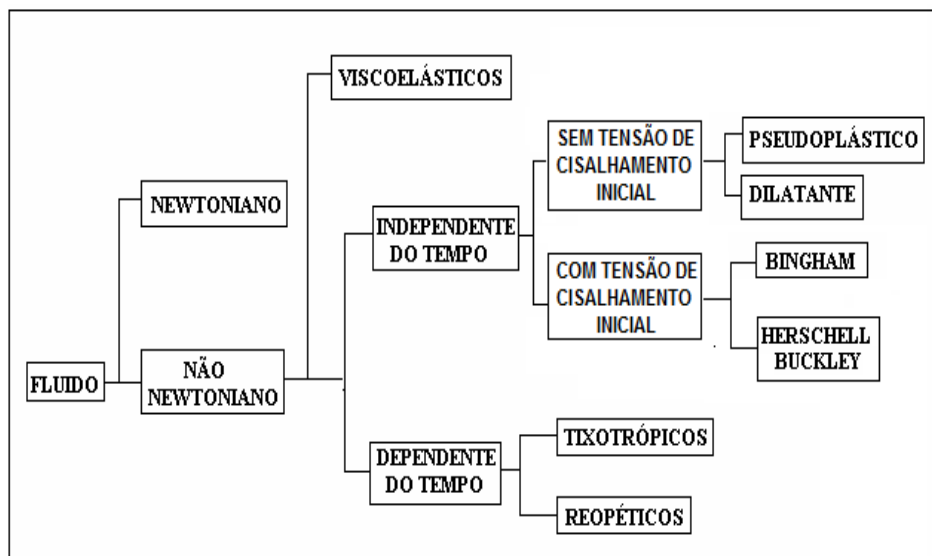 FLUIDO
NEWTONIANO
NÃO
NEWTONIANO
VISCOELÁSTICOS
INDEPENDENTE
DO TEMPO
SEM TENSÃO DE
CISALHAMENTO
INICIAL
PSEUDOPLÁSTICO
DILATANTE
COM TENSÃO DE
CISALHAMENTO
INICIAL
BINGHAM
HERSCHELL
BUCKLEY
DEPENDENTE
DO TEMPO
TIXOTRÓPICOS
REOPÉTICOS